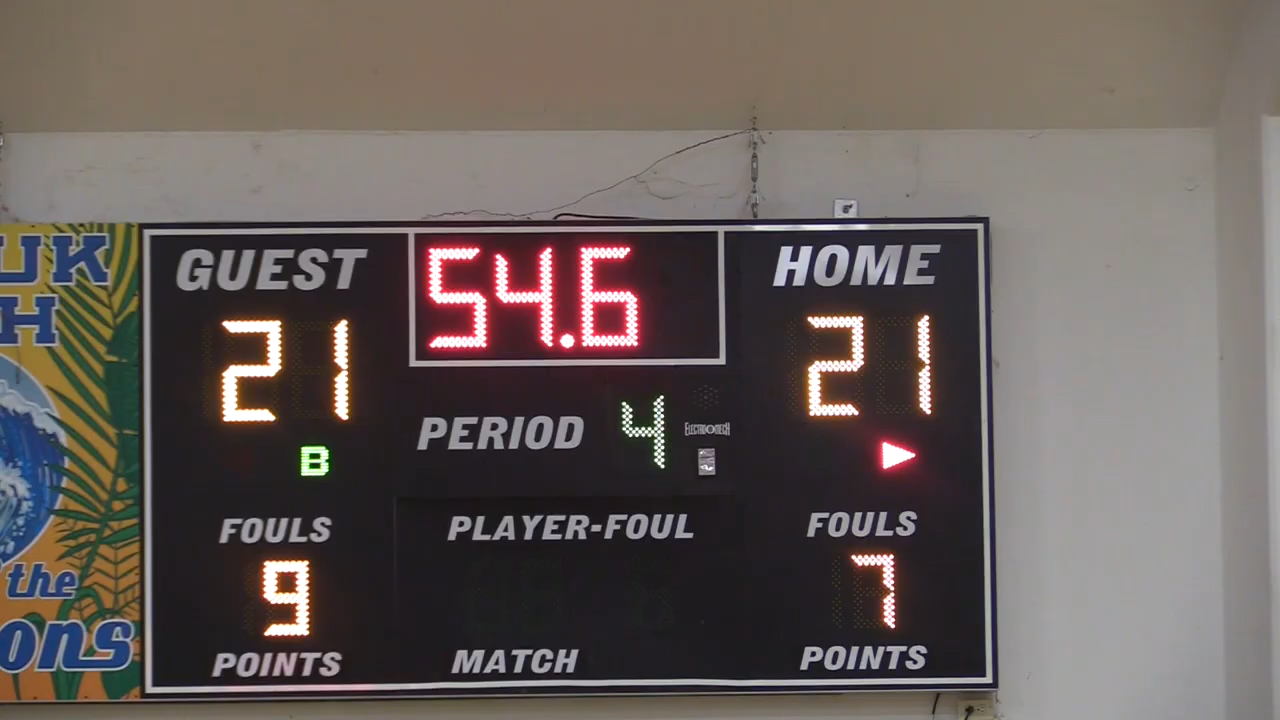 GUEST 54.6 HOME
21 21
PERIOD 4 ELECTRO-MECH
B
FOULS PLAYER-FOUL FOULS
9 7
POINTS MATCH POINTS
UK
H
the
ons